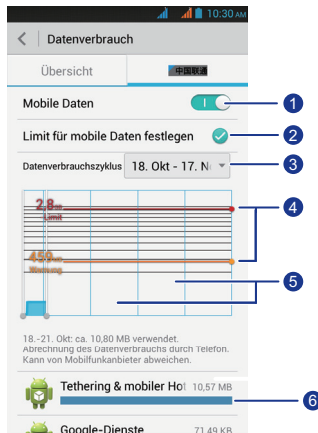 10:30 AM
Datenverbrauch
Übersicht
中国联通
Mobile Daten
1
Limit für mobile Daten festlegen
2
Datenverbrauchszyklus 18. Okt - 17. N
3
2,8
Limit
4
459
Warnung
5
18.-21. Okt: ca. 10,80 MB verwendet.
Abrechnung des Datenverbrauchs durch Telefon.
Kann von Mobilfunkanbieter abweichen.
Tethering & mobiler Hot 10,57 MB
6
Google-Dienste 71,49 KB